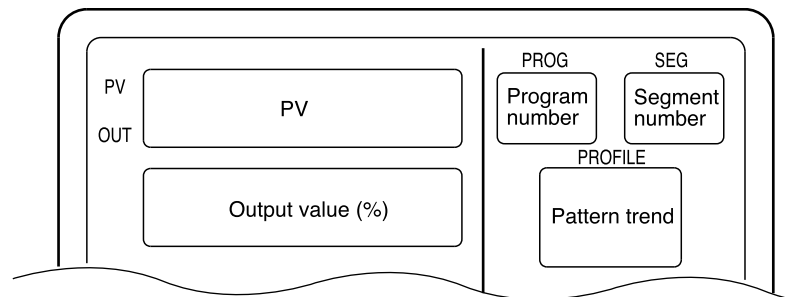 PROG
SEG
PV
PV
Program
number
Segment
number
OUT
PROFILE
Output value (%)
Pattern trend